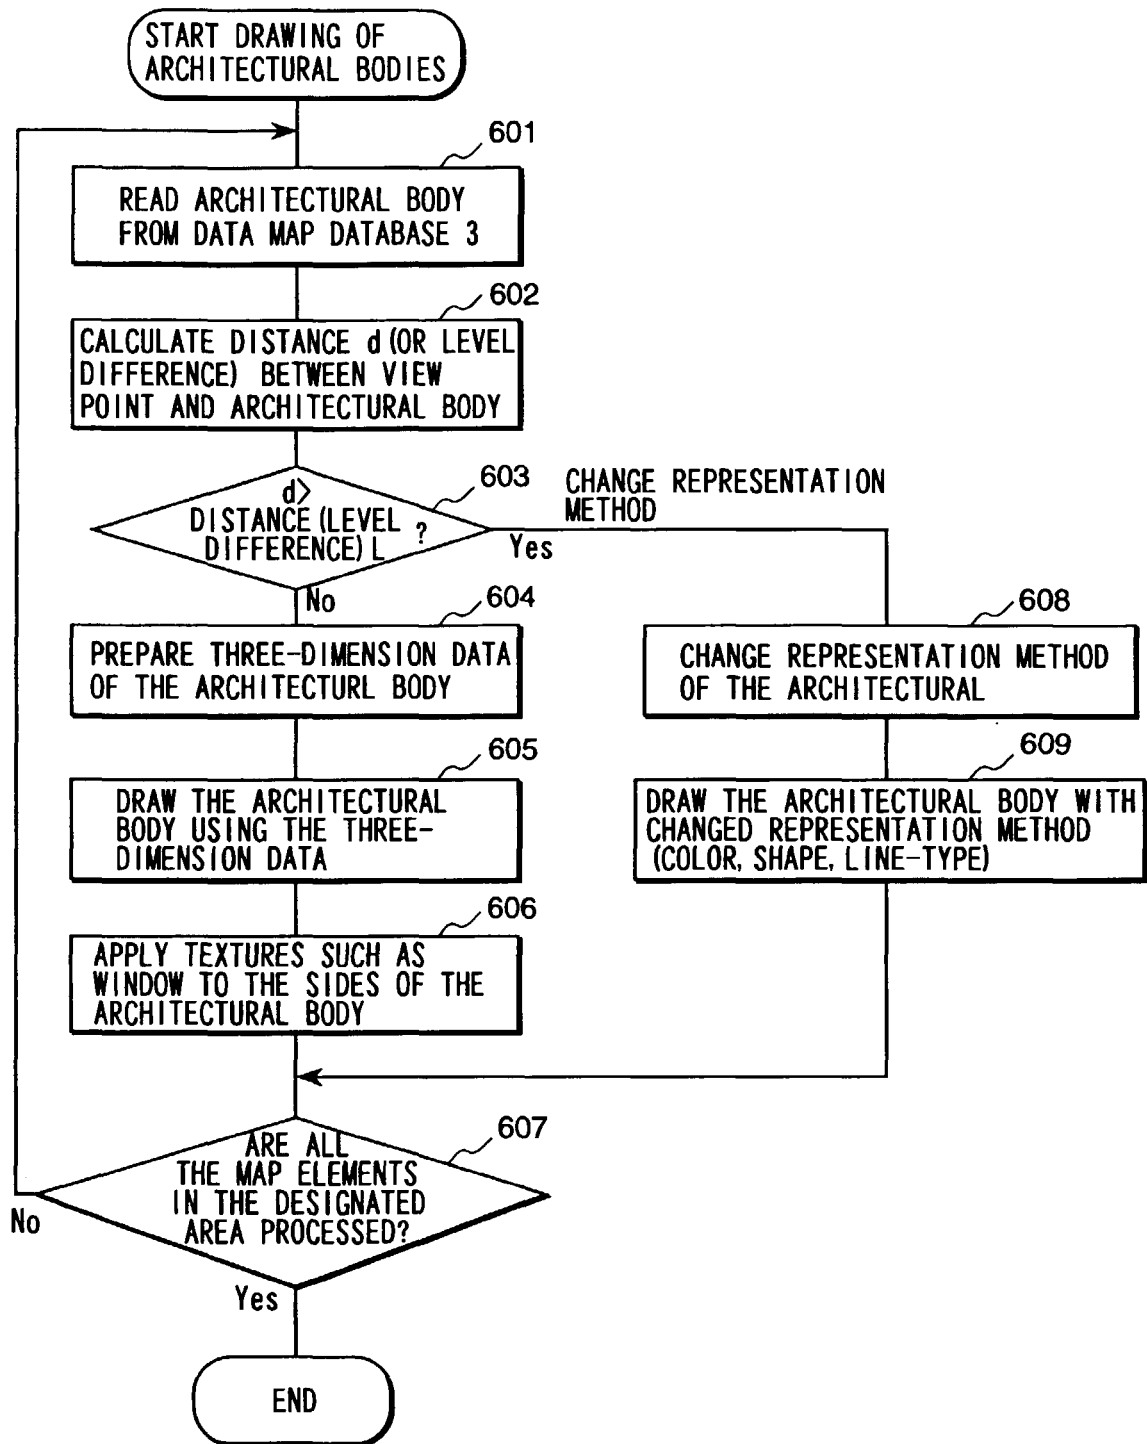 START DRAWING OF
ARCHITECTURAL BODIES
601
READ ARCHITECTURAL BODY
FROM DATA MAP DATABASE 3
602
CALCULATE DISTANCE d (OR LEVEL
DIFFERENCE) BETWEEN VIEW
POINT AND ARCHITECTURAL BODY
603
d>
DISTANCE (LEVEL
DIFFERENCE) L ?
CHANGE REPRESENTATION
METHOD
Yes
No
604
PREPARE THREE-DIMENSION DATA
OF THE ARCHITECTURL BODY
608
CHANGE REPRESENTATION METHOD
OF THE ARCHITECTURAL
605
DRAW THE ARCHITECTURAL
BODY USING THE THREE-
DIMENSION DATA
609
DRAW THE ARCHITECTURAL BODY WITH
CHANGED REPRESENTATION METHOD
(COLOR, SHAPE, LINE-TYPE)
606
APPLY TEXTURES SUCH AS
WINDOW TO THE SIDES OF THE
ARCHITECTURAL BODY
607
ARE ALL
THE MAP ELEMENTS
IN THE DESIGNATED
AREA PROCESSED?
No
Yes
END